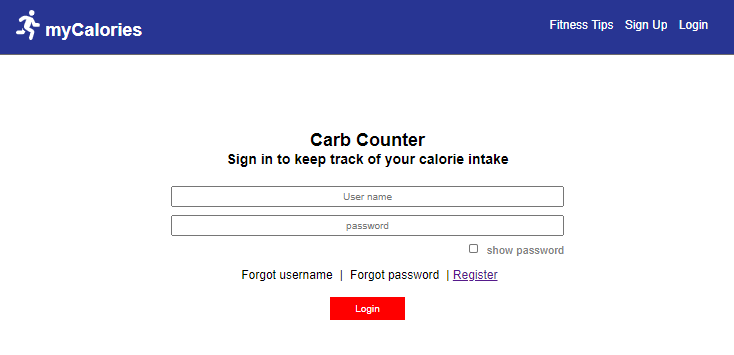 myCalories
Fitness Tips Sign Up Login
Carb Counter
Sign in to keep track of your calorie intake
User name
password
show password
Forgot username | Forgot password | Register
Login